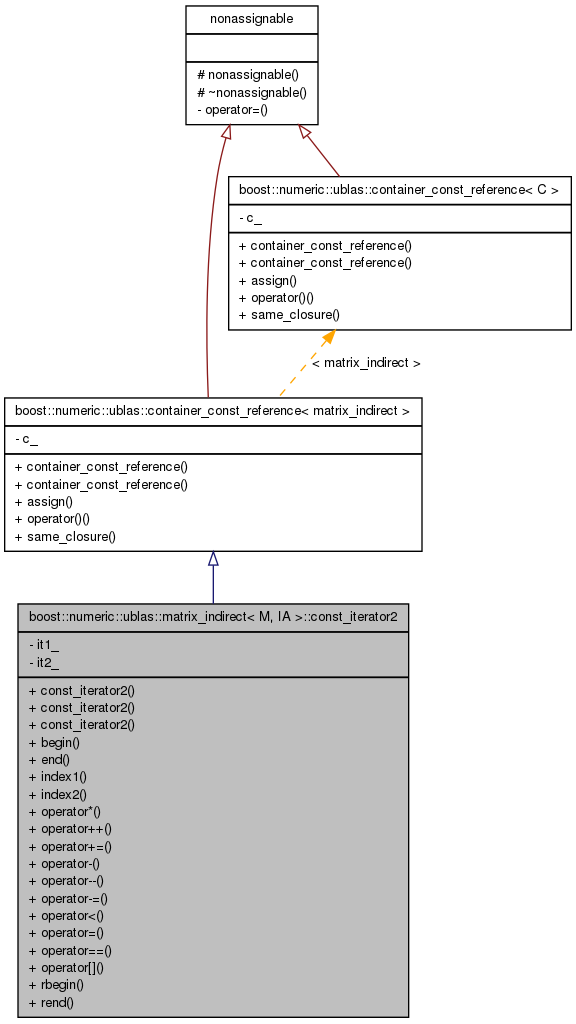 nonassignable
# nonassignable()
# ~nonassignable()
- operator=()
boost::numeric::ublas::container_const_reference< C >
- c_
+ container_const_reference()
+ container_const_reference()
+ assign()
+ operator()()
+ same_closure()
< matrix_indirect >
boost::numeric::ublas::container_const_reference< matrix_indirect >
- c_
+ container_const_reference()
+ container_const_reference()
+ assign()
+ operator()()
+ same_closure()
boost::numeric::ublas::matrix_indirect< M, IA >::const_iterator2
- it1_
- it2_
+ const_iterator2()
+ const_iterator2()
+ const_iterator2()
+ begin()
+ end()
+ index1()
+ index2()
+ operator*()
+ operator++()
+ operator+=()
+ operator-()
+ operator--()
+ operator-=()
+ operator<()
+ operator=()
+ operator==()
+ operator[]()
+ rbegin()
+ rend()